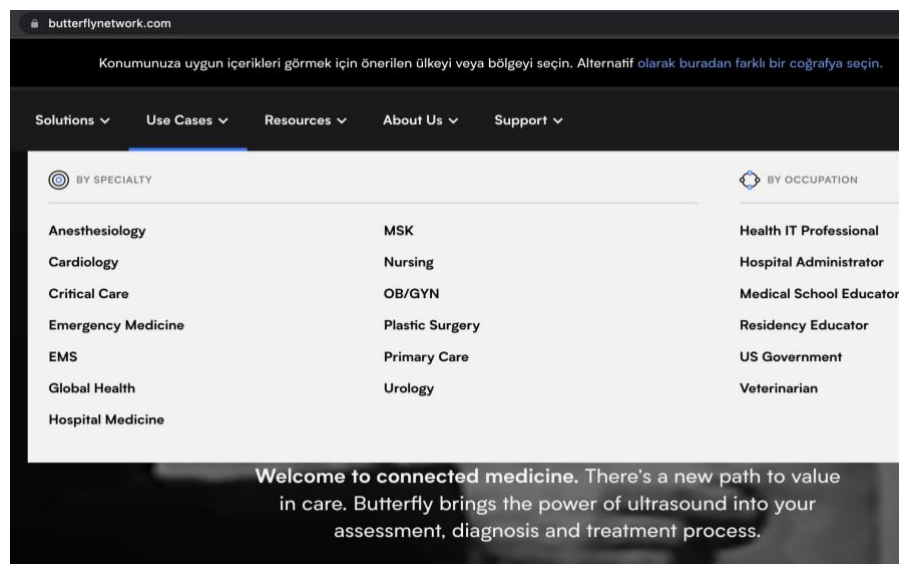 butterflynetwork.com
Konumunuza uygun içerikleri görmek için önerilen ülkeyi veya bölgeyi seçin. Alternatif olarak buradan farklı bir coğrafya seçin.
Solutions Use Cases Resources About Us Support
BY SPECIALTY
Anesthesiology
Cardiology
Critical Care
Emergency Medicine
EMS
Global Health
Hospital Medicine
MSK
Nursing
OB/GYN
Plastic Surgery
Primary Care
Urology
BY OCCUPATION
Health IT Professional
Hospital Administrator
Medical School Educator
Residency Educator
US Government
Veterinarian
Welcome to connected medicine. There's a new path to value
in care. Butterfly brings the power of ultrasound into your
assessment, diagnosis and treatment process.